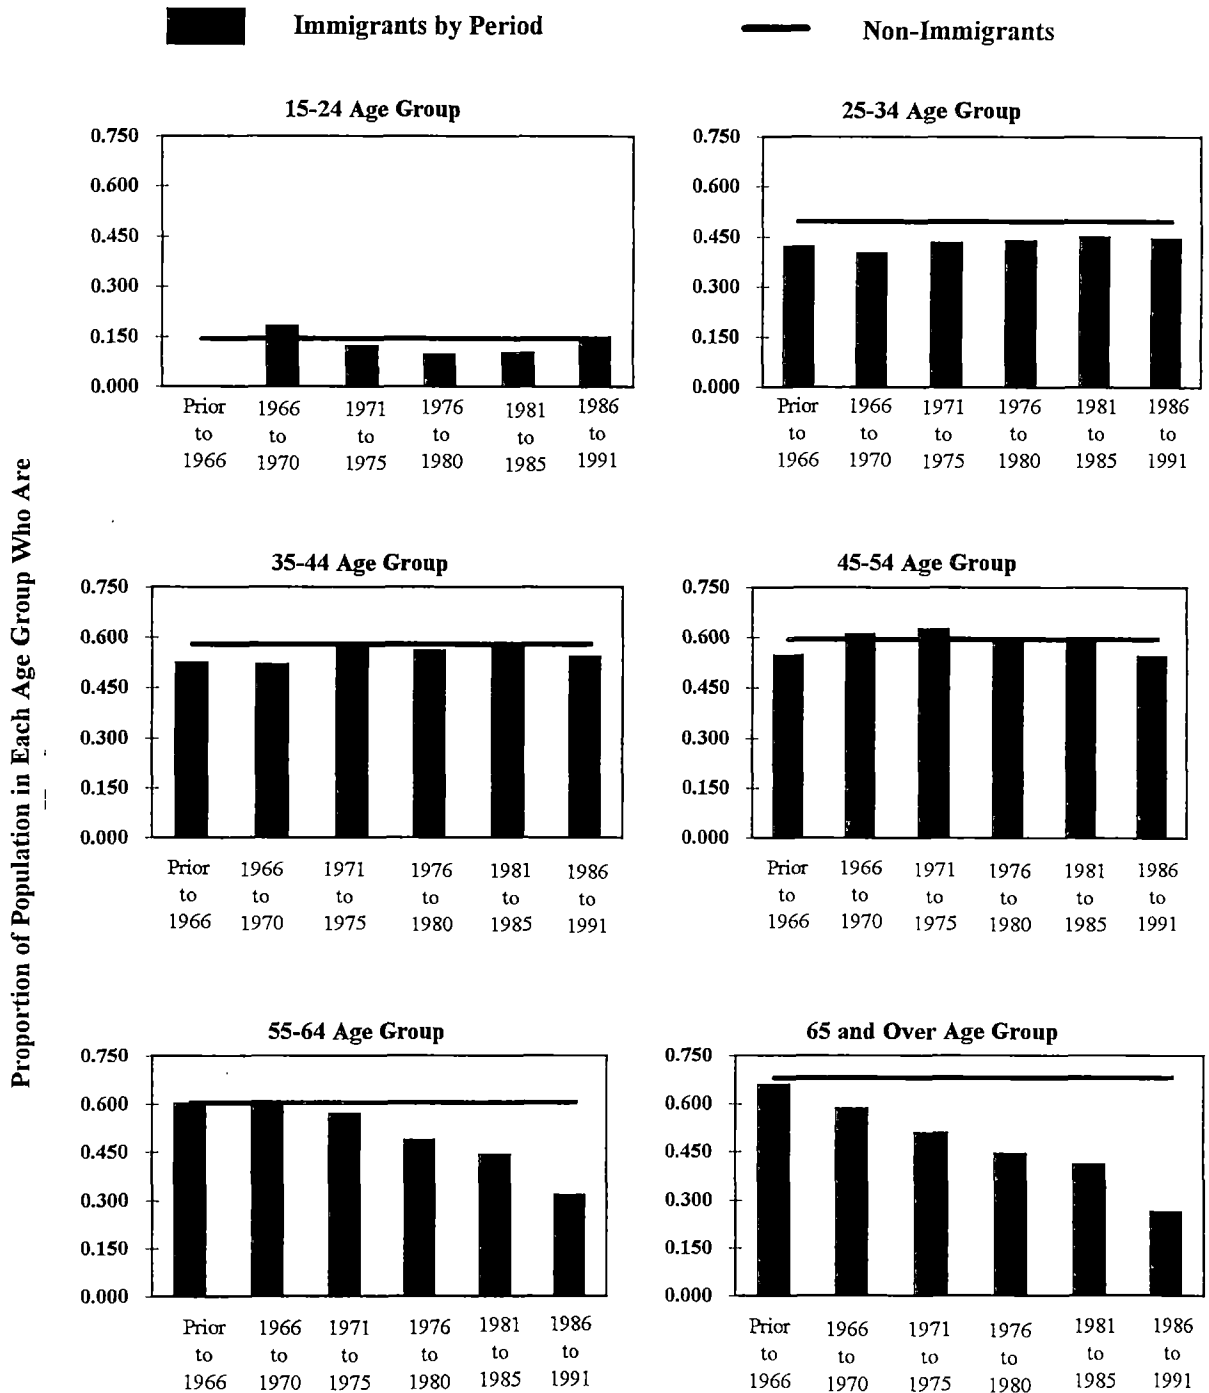 Immigrants by Period
Non-Immigrants
Proportion of Population in Each Age Group Who Are
15-24 Age Group
0.750
0.600
0.450
0.300
0.150
0.000
Prior 1966 1971 1976 1981 1986
to to to to to to
1966 1970 1975 1980 1985 1991
25-34 Age Group
0.750
0.600
0.450
0.300
0.150
0.000
Prior 1966 1971 1976 1981 1986
to to to to to to
1966 1970 1975 1980 1985 1991
35-44 Age Group
0.750
0.600
0.450
0.300
0.150
0.000
Prior 1966 1971 1976 1981 1986
to to to to to to
1966 1970 1975 1980 1985 1991
45-54 Age Group
0.750
0.600
0.450
0.300
0.150
0.000
Prior 1966 1971 1976 1981 1986
to to to to to to
1966 1970 1975 1980 1985 1991
55-64 Age Group
0.750
0.600
0.450
0.300
0.150
0.000
Prior 1966 1971 1976 1981 1986
to to to to to to
1966 1970 1975 1980 1985 1991
65 and Over Age Group
0.750
0.600
0.450
0.300
0.150
0.000
Prior 1966 1971 1976 1981 1986
to to to to to to
1966 1970 1975 1980 1985 1991